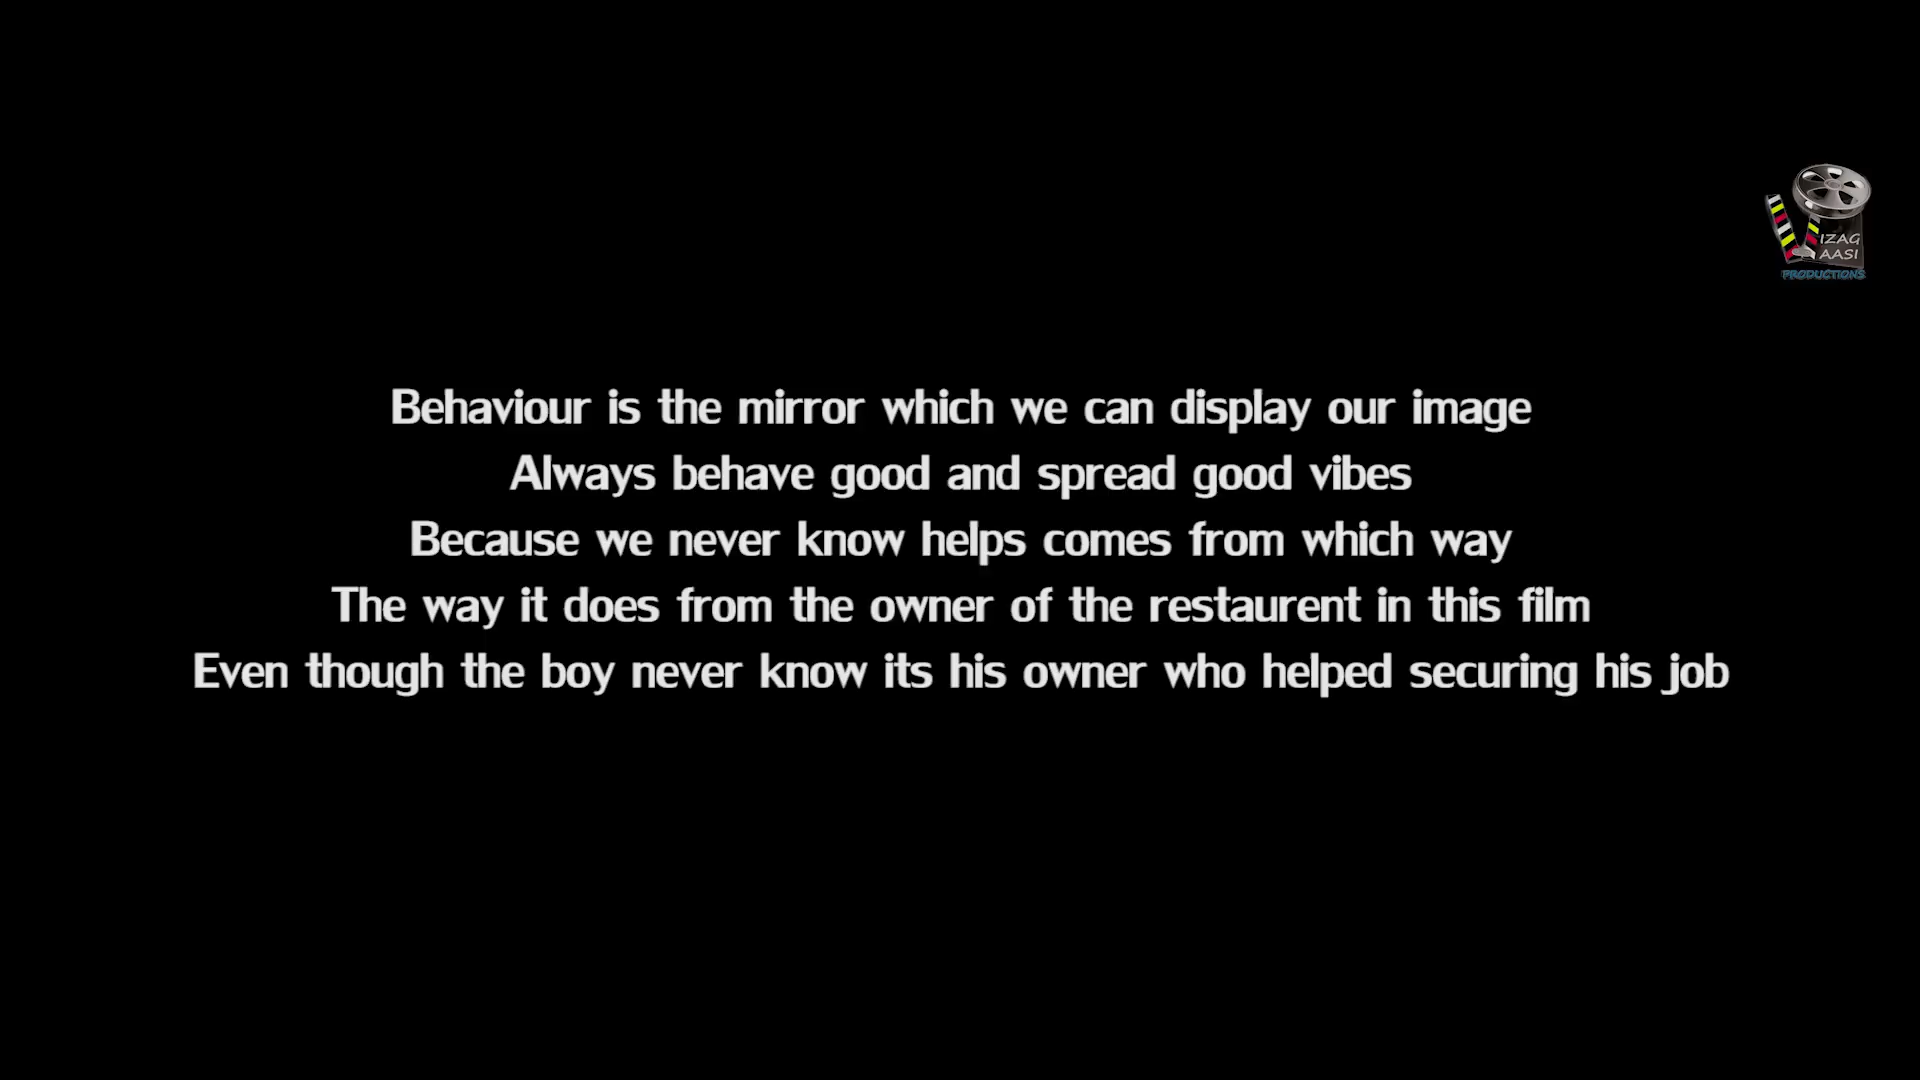 IZAG
AASI
PRODUCTIONS
Behaviour is the mirror which we can display our image
Always behave good and spread good vibes
Because we never know helps comes from which way
The way it does from the owner of the restaurent in this film
Even though the boy never know its his owner who helped securing his job